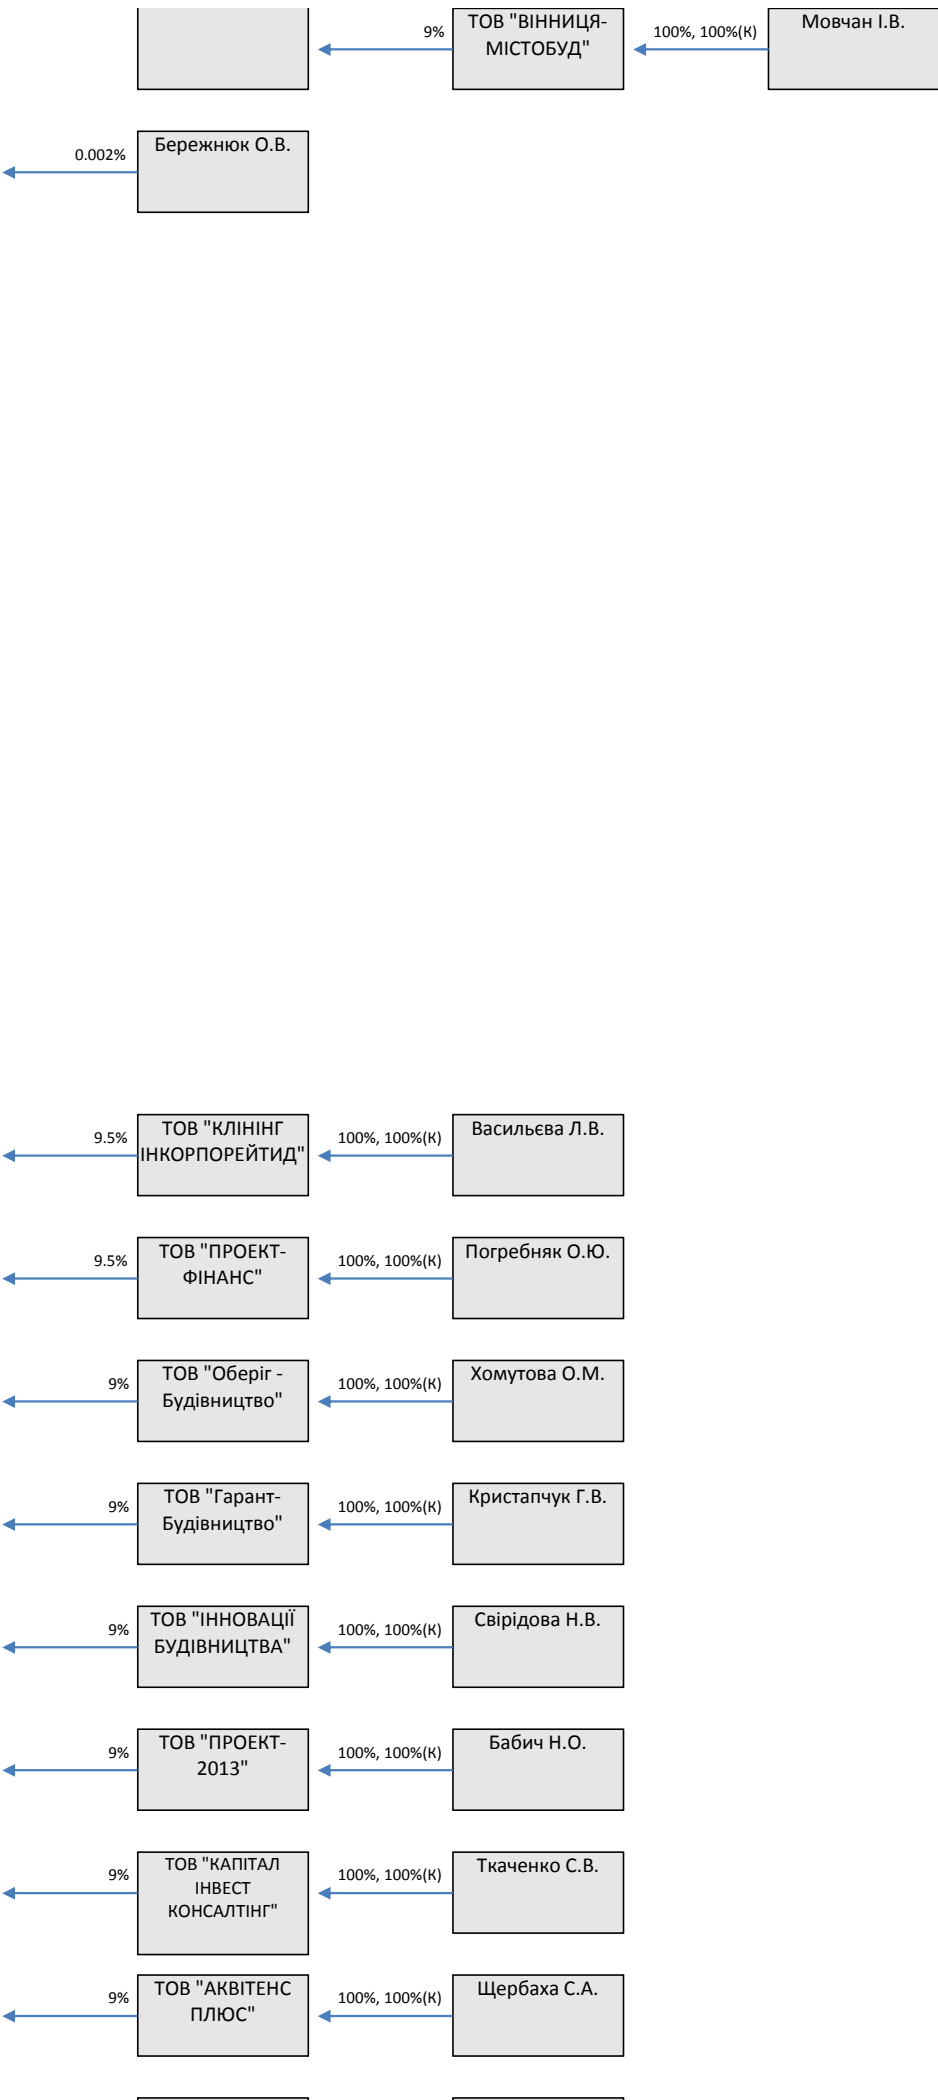 9%
ТОВ "ВІННИЦЯ-
МІСТОБУД"
100%, 100%(К)
Мовчан І.В.
0.002%
Бережнюк О.В.
9.5%
ТОВ "КЛІНІНГ
ІНКОРПОРЕЙТИД"
100%, 100%(К)
Васильєва Л.В.
9.5%
ТОВ "ПРОЕКТ-
ФІНАНС"
100%, 100%(К)
Погребняк О.Ю.
9%
ТОВ "Оберіг -
Будівництво"
100%, 100%(К)
Хомутова О.М.
9%
ТОВ "Гарант-
Будівництво"
100%, 100%(К)
Кристапчук Г.В.
9%
ТОВ "ІННОВАЦІЇ
БУДІВНИЦТВА"
100%, 100%(К)
Свірідова Н.В.
9%
ТОВ "ПРОЕКТ-
2013"
100%, 100%(К)
Бабич Н.О.
9%
ТОВ "КАПІТАЛ
ІНВЕСТ
КОНСАЛТІНГ"
100%, 100%(К)
Ткаченко С.В.
9%
ТОВ "АКВІТЕНС
ПЛЮС"
100%, 100%(К)
Щербаха С.А.